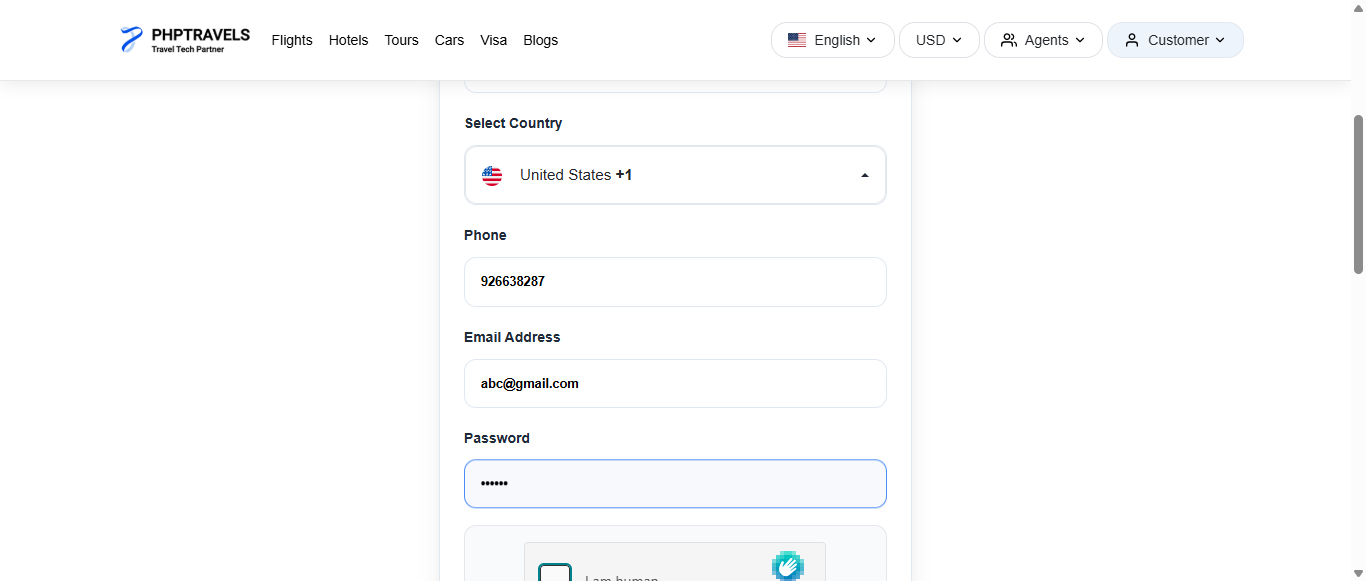 PHPTRAVELS
Travel Tech Partner
Flights Hotels Tours Cars Visa Blogs
English USD Agents Customer
Select Country
United States +1
Phone
926638287
Email Address
abc@gmail.com
Password
••••••
I am human